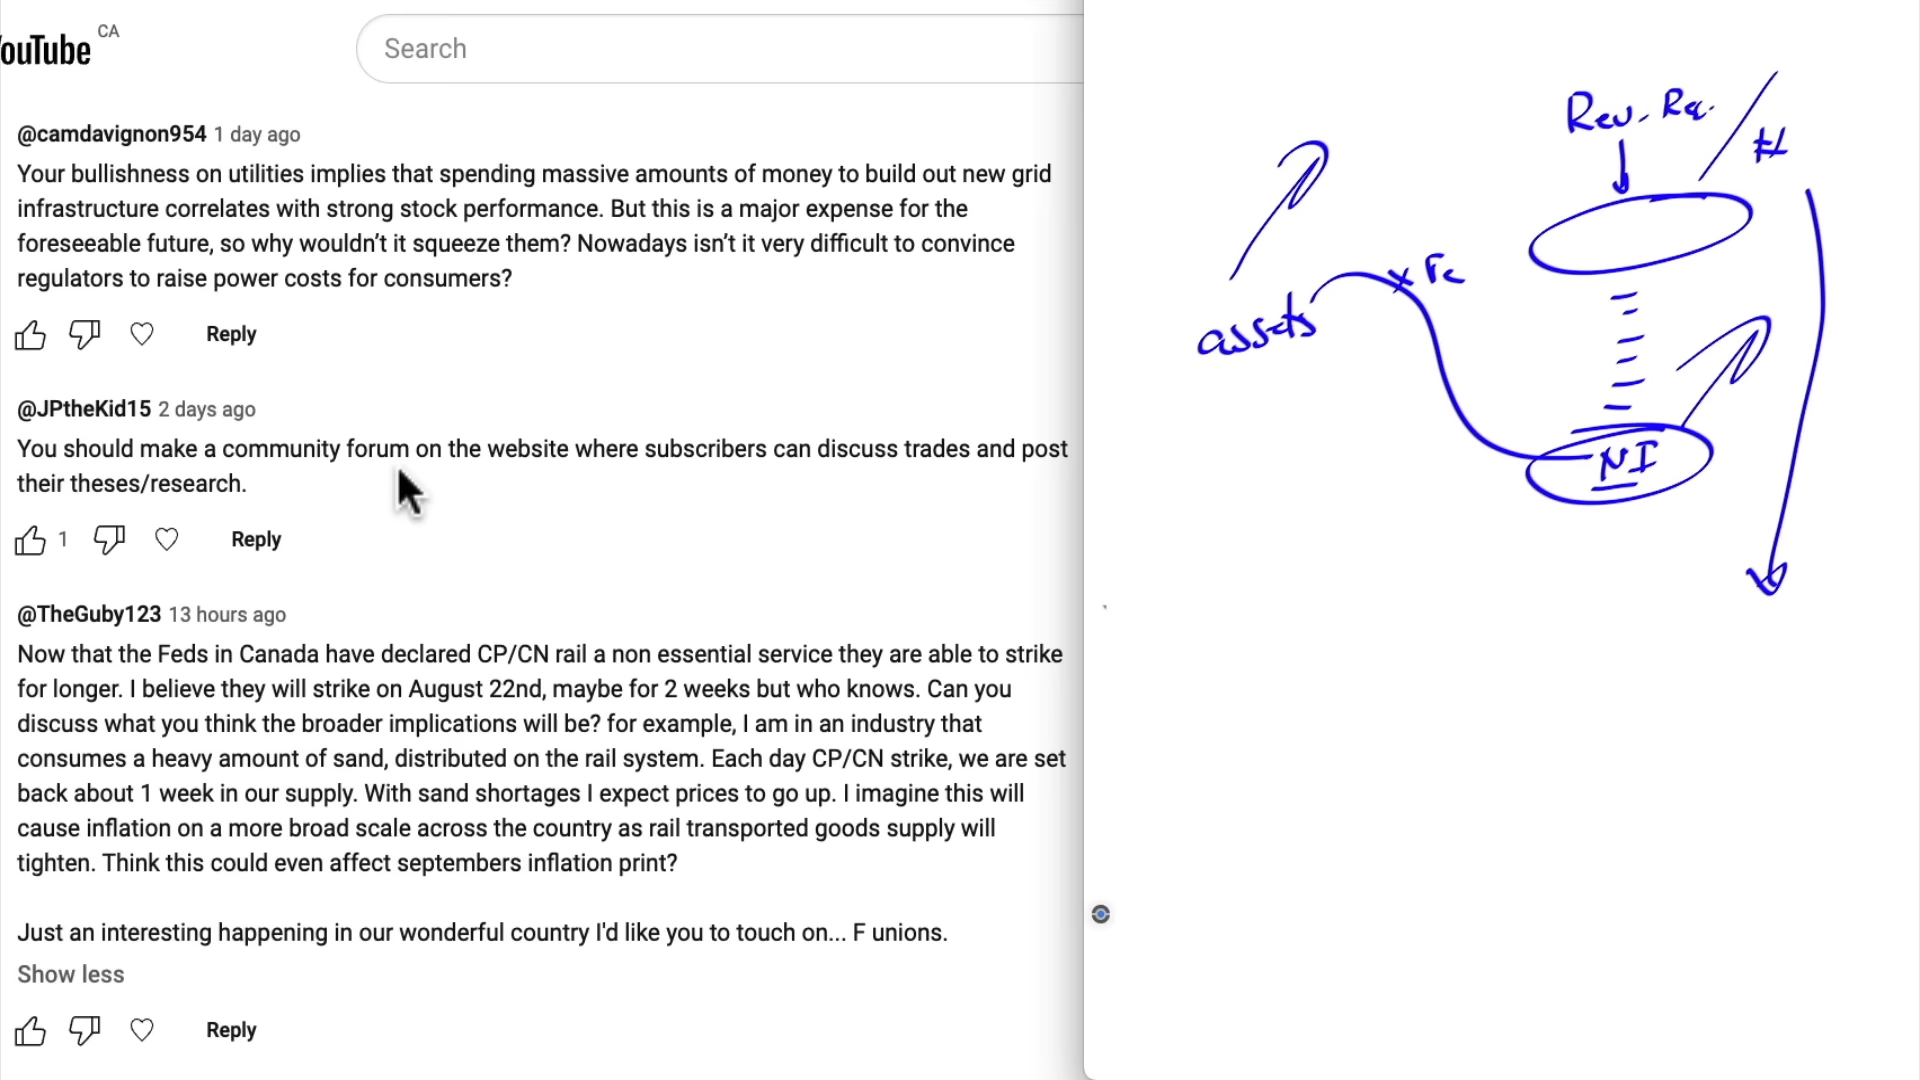 ouTube CA
Search
@camdavignon954 1 day ago
Your bullishness on utilities implies that spending massive amounts of money to build out new grid
infrastructure correlates with strong stock performance. But this is a major expense for the
foreseeable future, so why wouldn’t it squeeze them? Nowadays isn’t it very difficult to convince
regulators to raise power costs for consumers?
Reply
@JPtheKid15 2 days ago
You should make a community forum on the website where subscribers can discuss trades and post
their theses/research.
1 Reply
@TheGuby123 13 hours ago
Now that the Feds in Canada have declared CP/CN rail a non essential service they are able to strike
for longer. I believe they will strike on August 22nd, maybe for 2 weeks but who knows. Can you
discuss what you think the broader implications will be? for example, I am in an industry that
consumes a heavy amount of sand, distributed on the rail system. Each day CP/CN strike, we are set
back about 1 week in our supply. With sand shortages I expect prices to go up. I imagine this will
cause inflation on a more broad scale across the country as rail transported goods supply will
tighten. Think this could even affect septembers inflation print?
Just an interesting happening in our wonderful country I'd like you to touch on... F unions.
Show less
Reply
Rev. Rq. / #
assets
NI